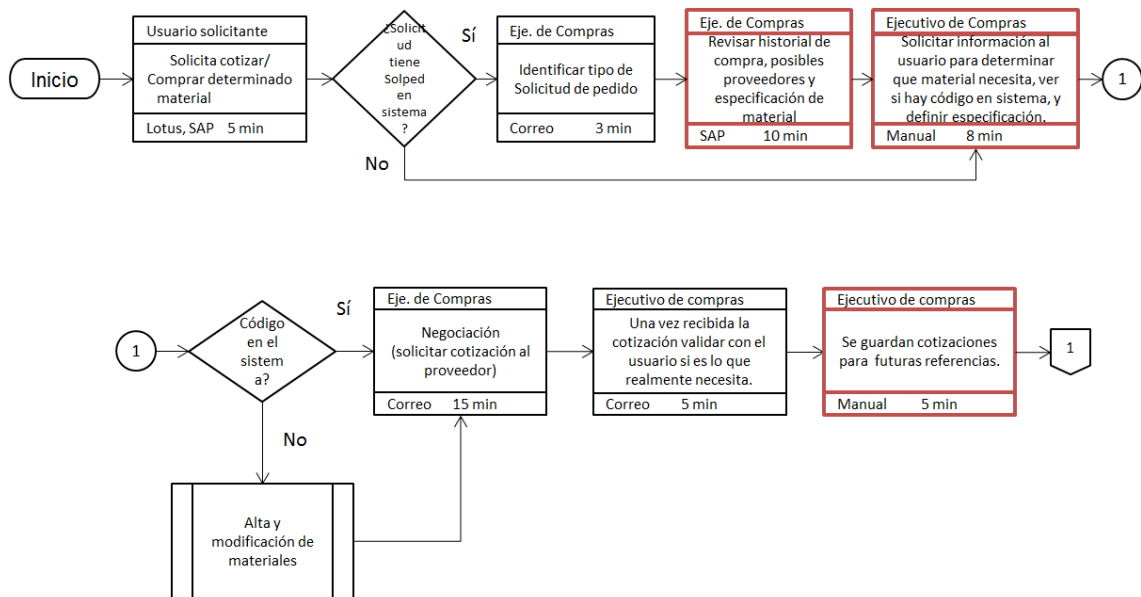 Inicio
Usuario solicitante
Solicita cotizar/
Comprar determinado
material
Lotus, SAP 5 min
¿Solicit
ud
tiene
Solped
en
sistema
?
Sí
No
Eje. de Compras
Identificar tipo de
Solicitud de pedido
Correo 3 min
Eje. de Compras
Revisar historial de
compra, posibles
proveedores y
especificación de
material
SAP 10 min
Ejecutivo de Compras
Solicitar información al
usuario para determinar
que material necesita, ver
si hay código en sistema, y
definir especificación.
Manual 8 min
1
1
Código
en el
sistem
a?
Sí
No
Eje. de Compras
Negociación
(solicitar cotización al
proveedor)
Correo 15 min
Ejecutivo de compras
Una vez recibida la
cotización validar con el
usuario si es lo que
realmente necesita.
Correo 5 min
Ejecutivo de compras
Se guardan cotizaciones
para futuras referencias.
Manual 5 min
1
Alta y
modificación de
materiales